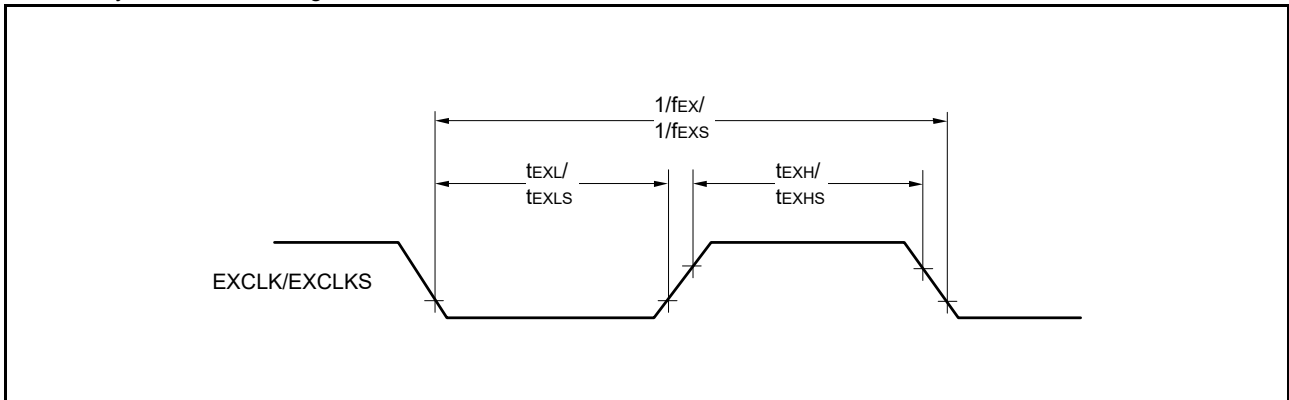 1/fEX/
1/fEXS
tEXL/
tEXLS
tEXH/
tEXHS
EXCLK/EXCLKS